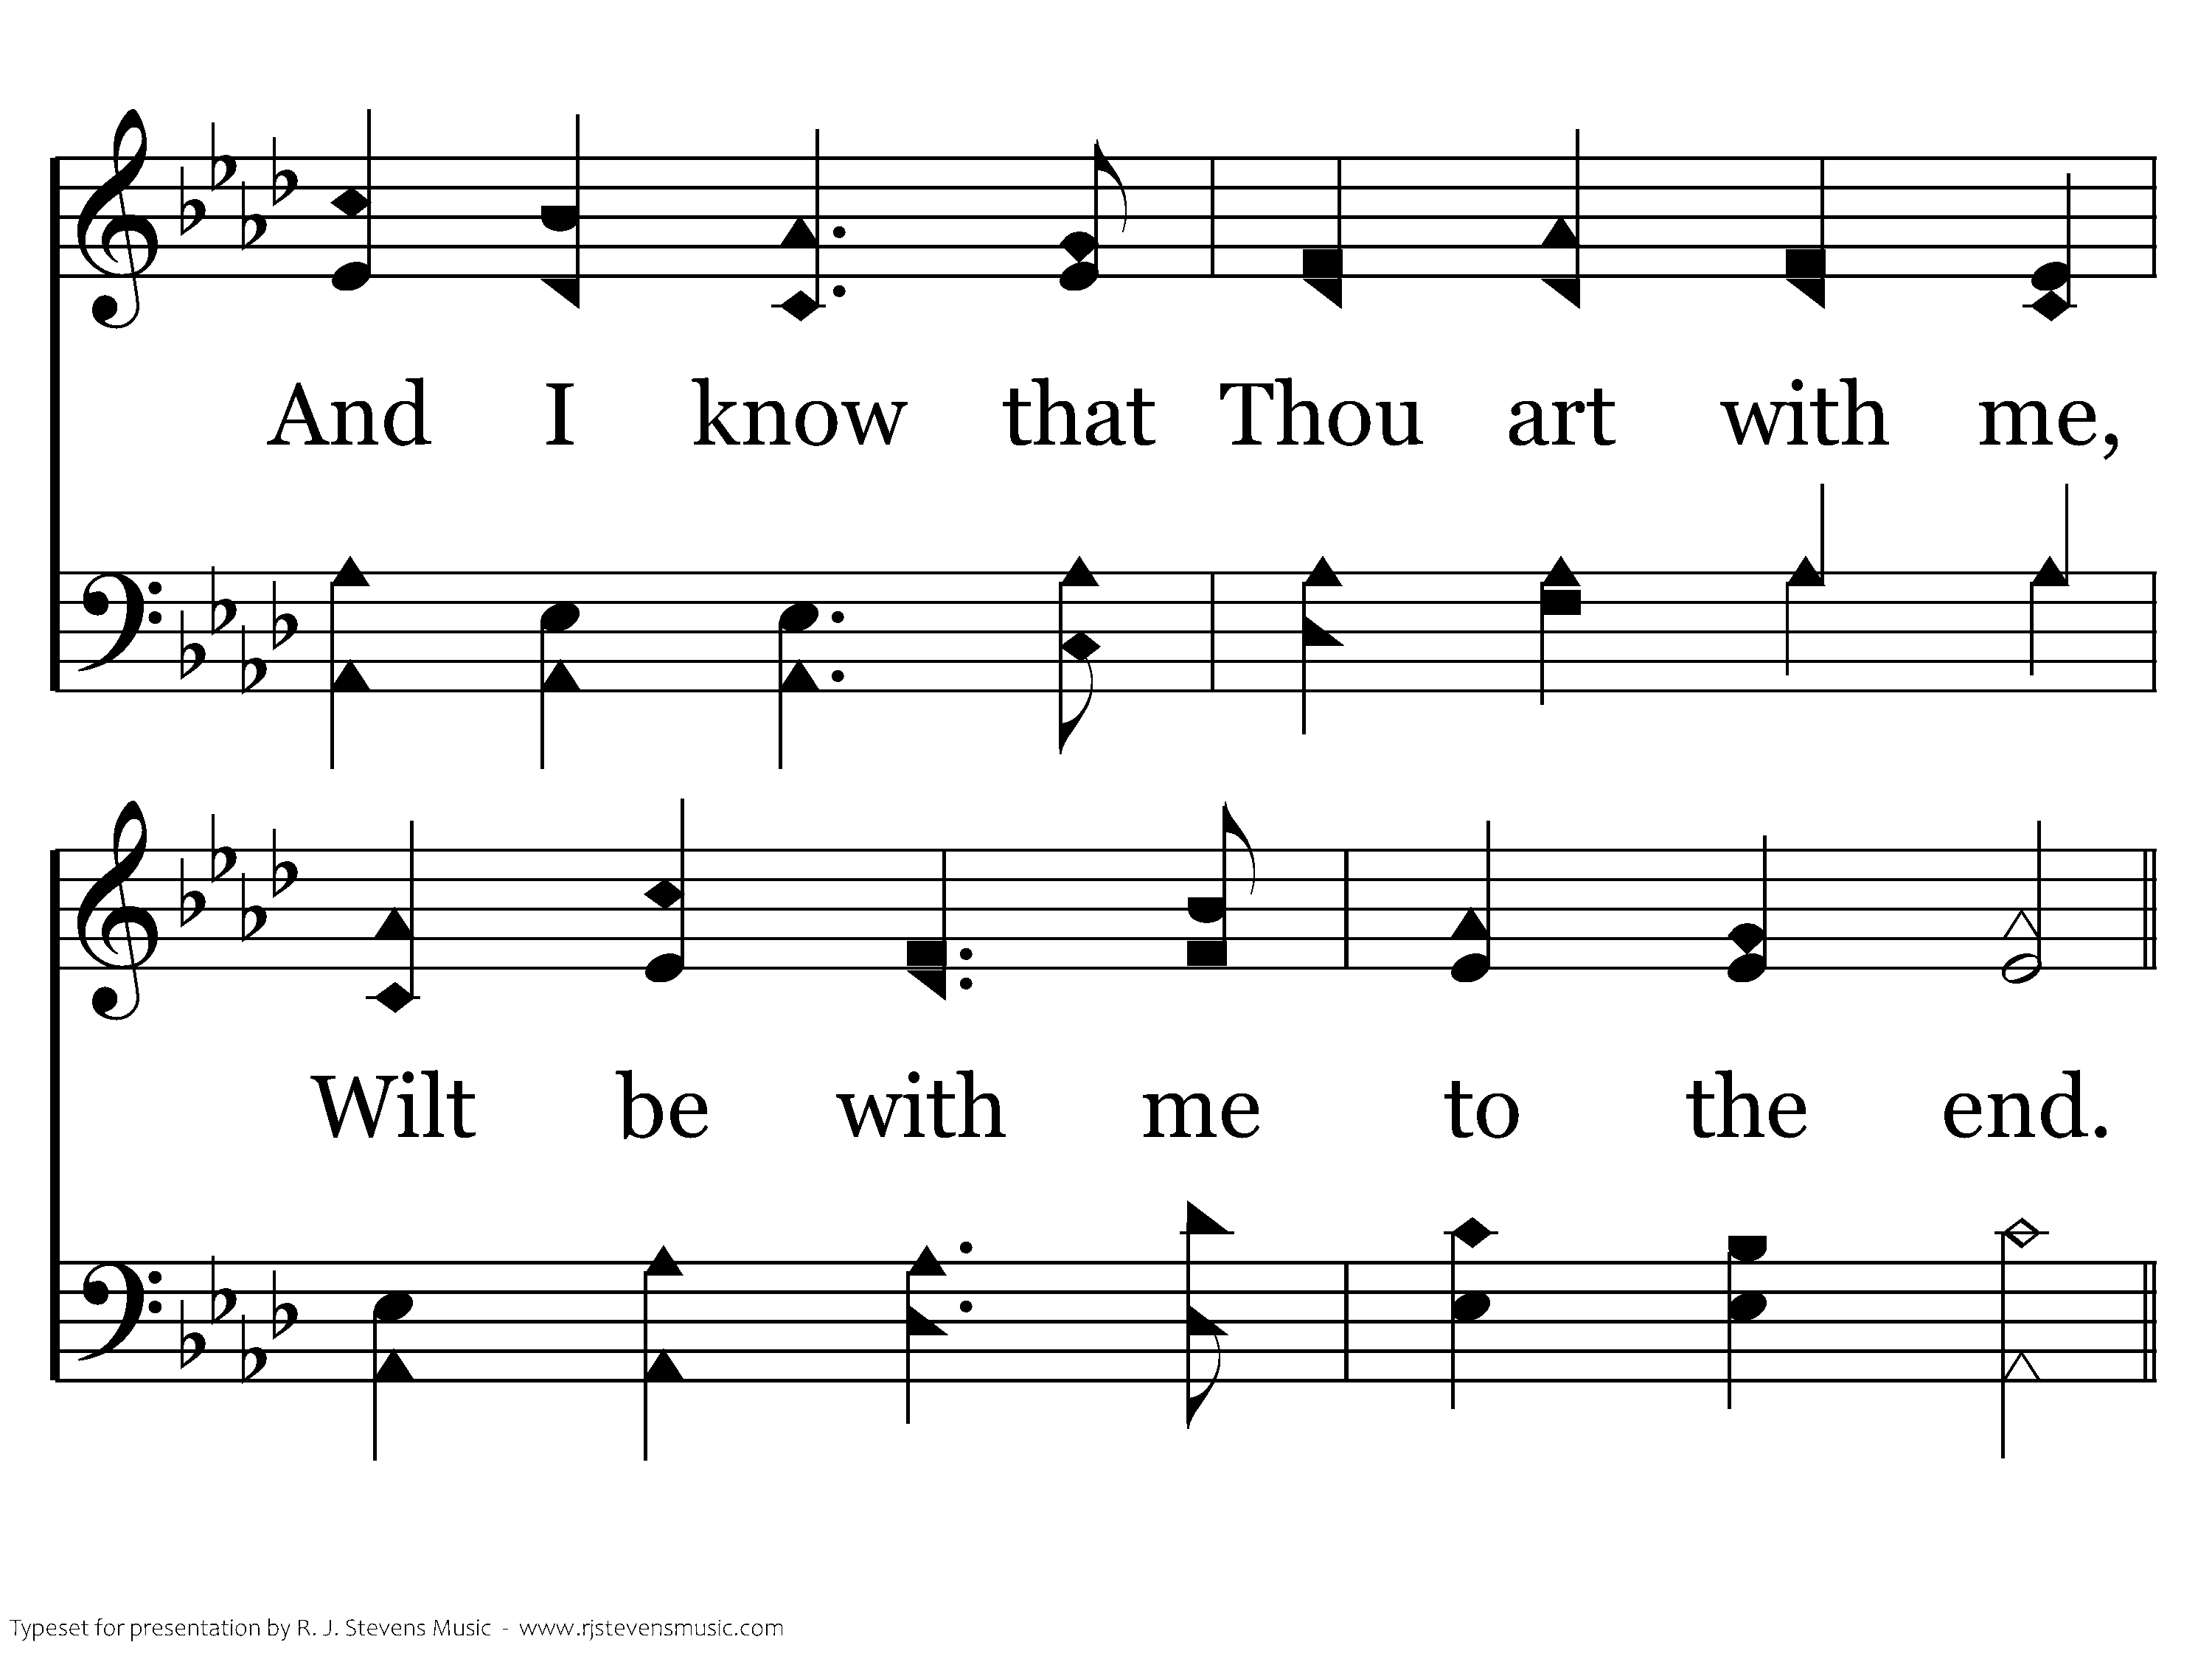 And I know that Thou art with me,
Wilt be with me to the end.
Typeset for presentation by R. J. Stevens Music - www.rjstevensmusic.com